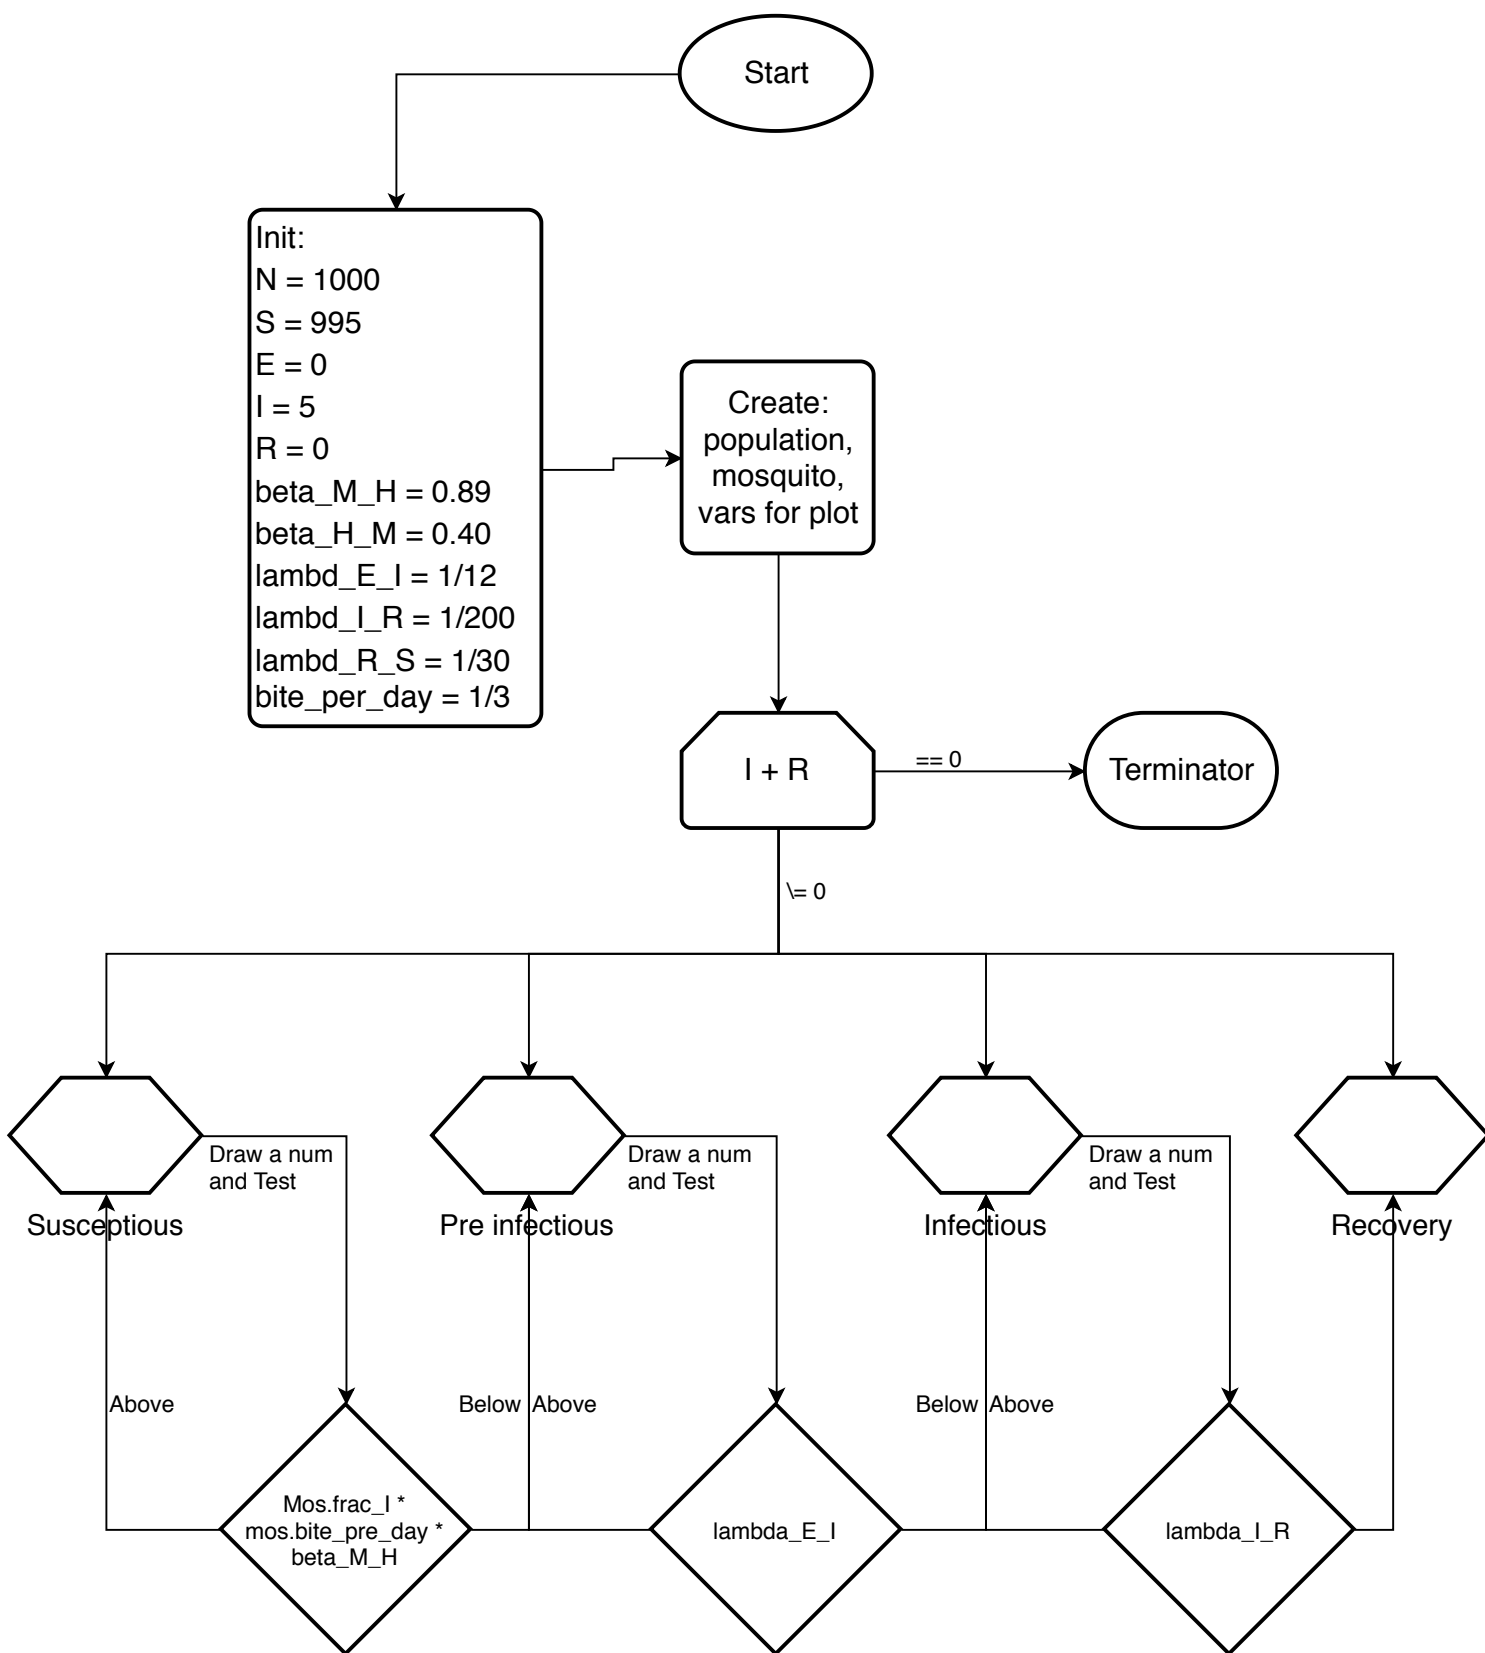 Start
Init:
N = 1000
S = 995
E = 0
I = 5
R = 0
beta_M_H = 0.89
beta_H_M = 0.40
lambd_E_I = 1/12
lambd_I_R = 1/200
lambd_R_S = 1/30
bite_per_day = 1/3
Create:
population,
mosquito,
vars for plot
I + R
== 0
Terminator
\= 0
Draw a num
and Test
Draw a num
and Test
Draw a num
and Test
Susceptious
Pre infectious
Infectious
Recovery
Above
Below
Above
Below
Above
Mos.frac_I *
mos.bite_pre_day *
beta_M_H
lambda_E_I
lambda_I_R